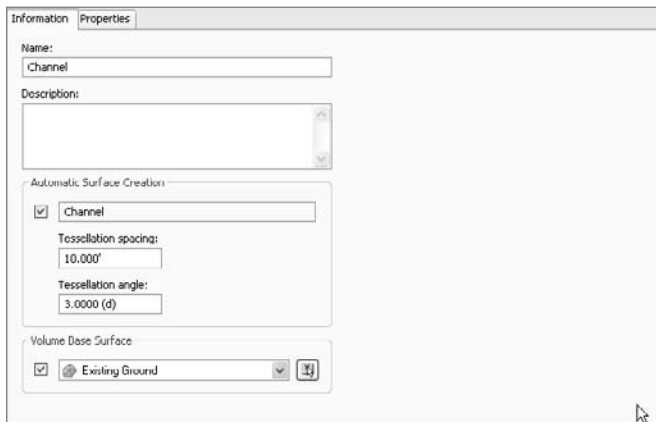 Information Properties
Name:
Channel
Description:
Automatic Surface Creation
Channel
Tessellation spacing:
10.000'
Tessellation angle:
3.0000 (d)
Volume Base Surface
Existing Ground